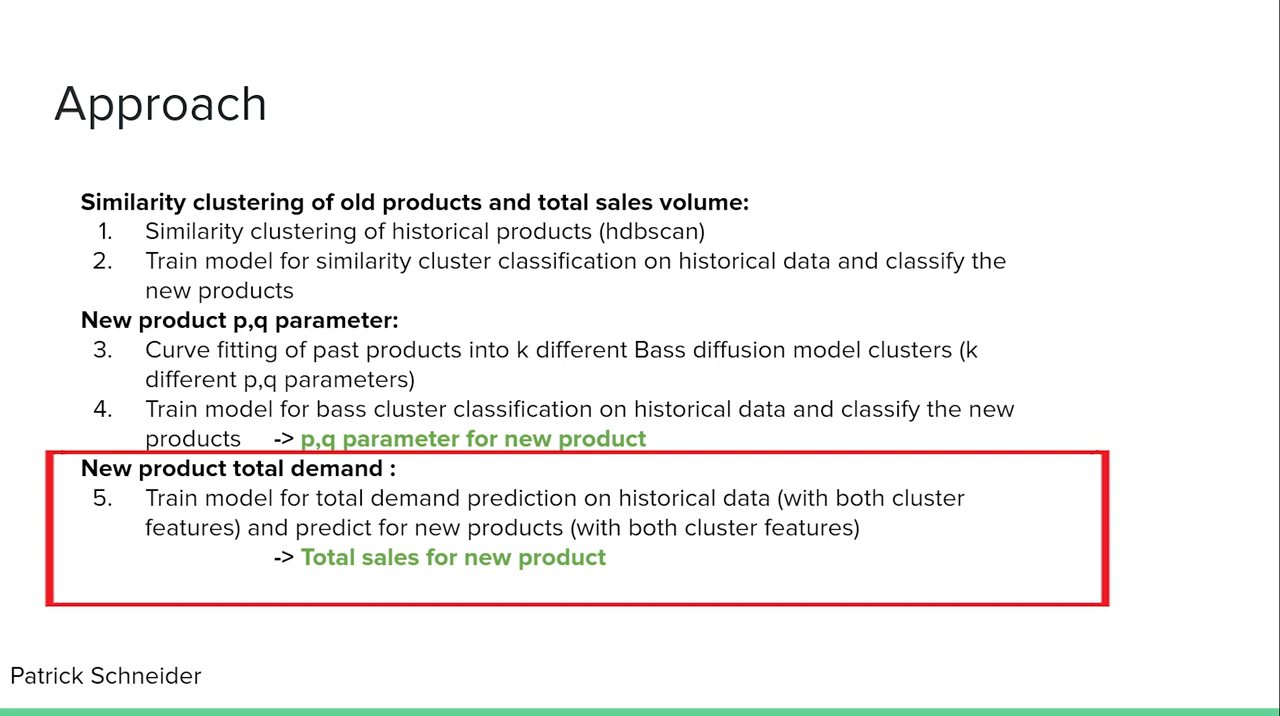 Approach
Similarity clustering of old products and total sales volume:
1. Similarity clustering of historical products (hdbscan)
2. Train model for similarity cluster classification on historical data and classify the
new products
New product p,q parameter:
3. Curve fitting of past products into k different Bass diffusion model clusters (k
different p,q parameters)
4. Train model for bass cluster classification on historical data and classify the new
products -> p,q parameter for new product
New product total demand :
5. Train model for total demand prediction on historical data (with both cluster
features) and predict for new products (with both cluster features)
-> Total sales for new product
Patrick Schneider